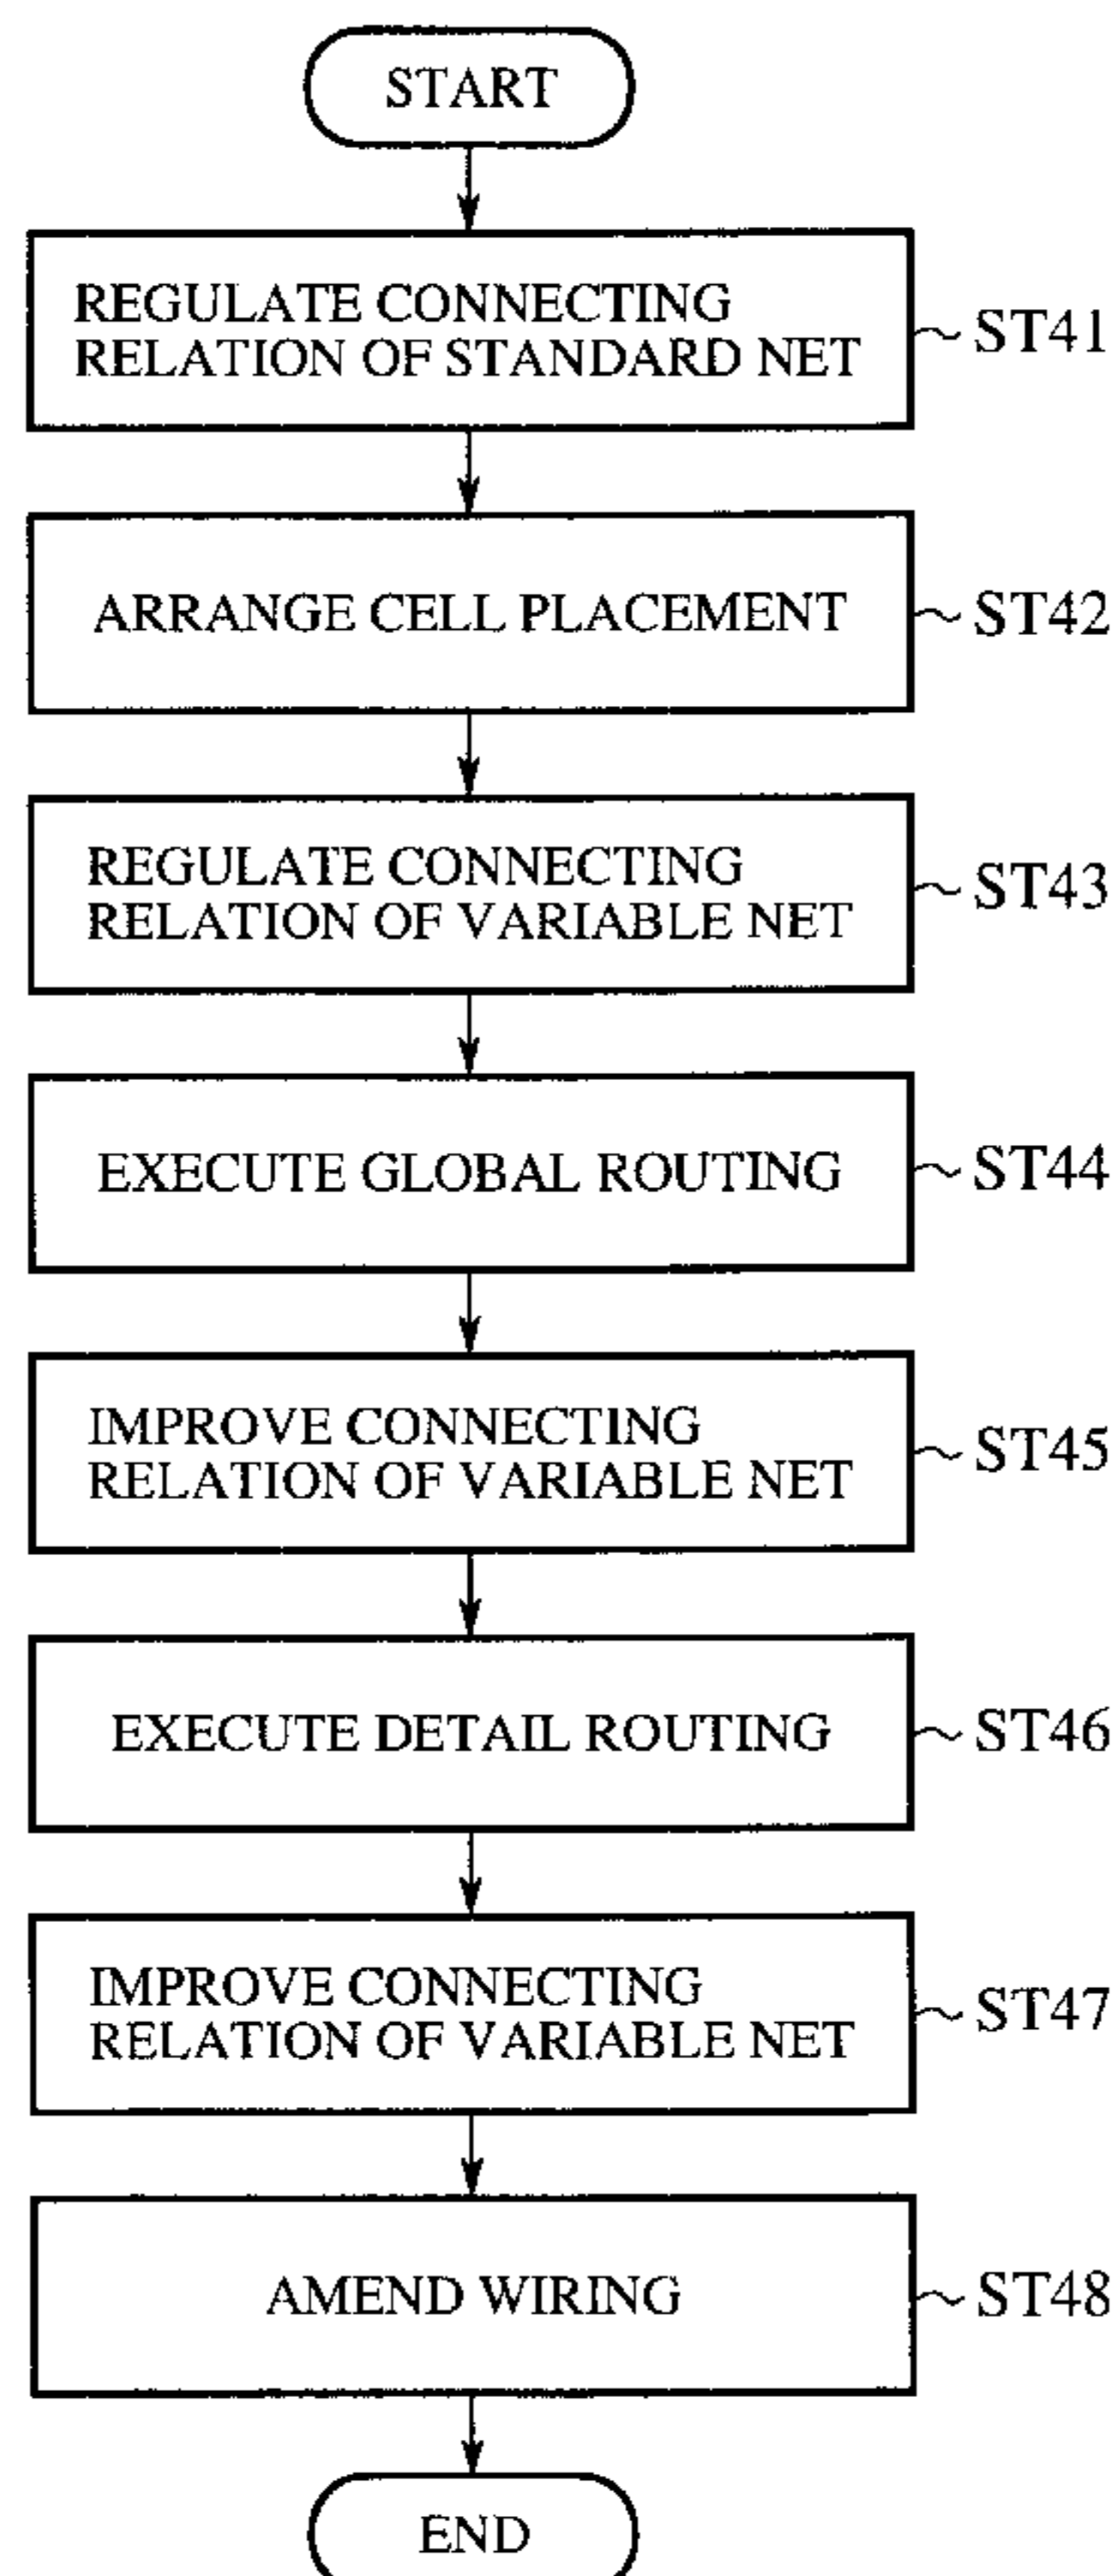 START
REGULATE CONNECTING
RELATION OF STANDARD NET
ST41
ARRANGE CELL PLACEMENT
ST42
REGULATE CONNECTING
RELATION OF VARIABLE NET
ST43
EXECUTE GLOBAL ROUTING
ST44
IMPROVE CONNECTING
RELATION OF VARIABLE NET
ST45
EXECUTE DETAIL ROUTING
ST46
IMPROVE CONNECTING
RELATION OF VARIABLE NET
ST47
AMEND WIRING
ST48
END